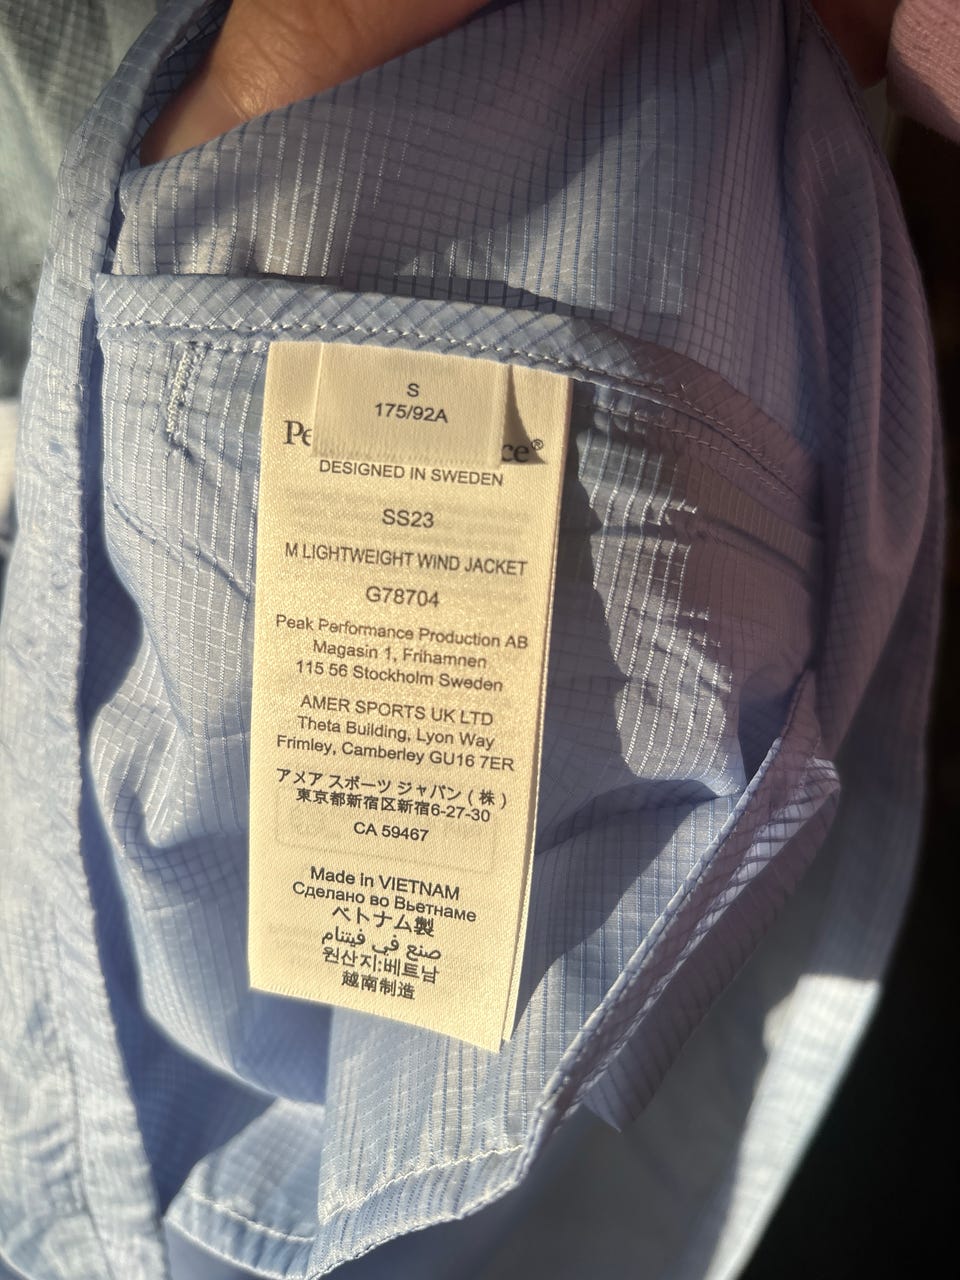 S
175/92A
Pe ce®
DESIGNED IN SWEDEN
SS23
M LIGHTWEIGHT WIND JACKET
G78704
Peak Performance Production AB
Magasin 1, Frihamnen
115 56 Stockholm Sweden
AMER SPORTS UK LTD
Theta Building, Lyon Way
Frimley, Camberley GU16 7ER
アメア スポーツ ジャパン ( 株 )
東京都新宿区新宿6-27-30
CA 59467
Made in VIETNAM
Сделано во Вьетнаме
ベトナム製
صنع في فيتنام
원산지:베트남
越南制造